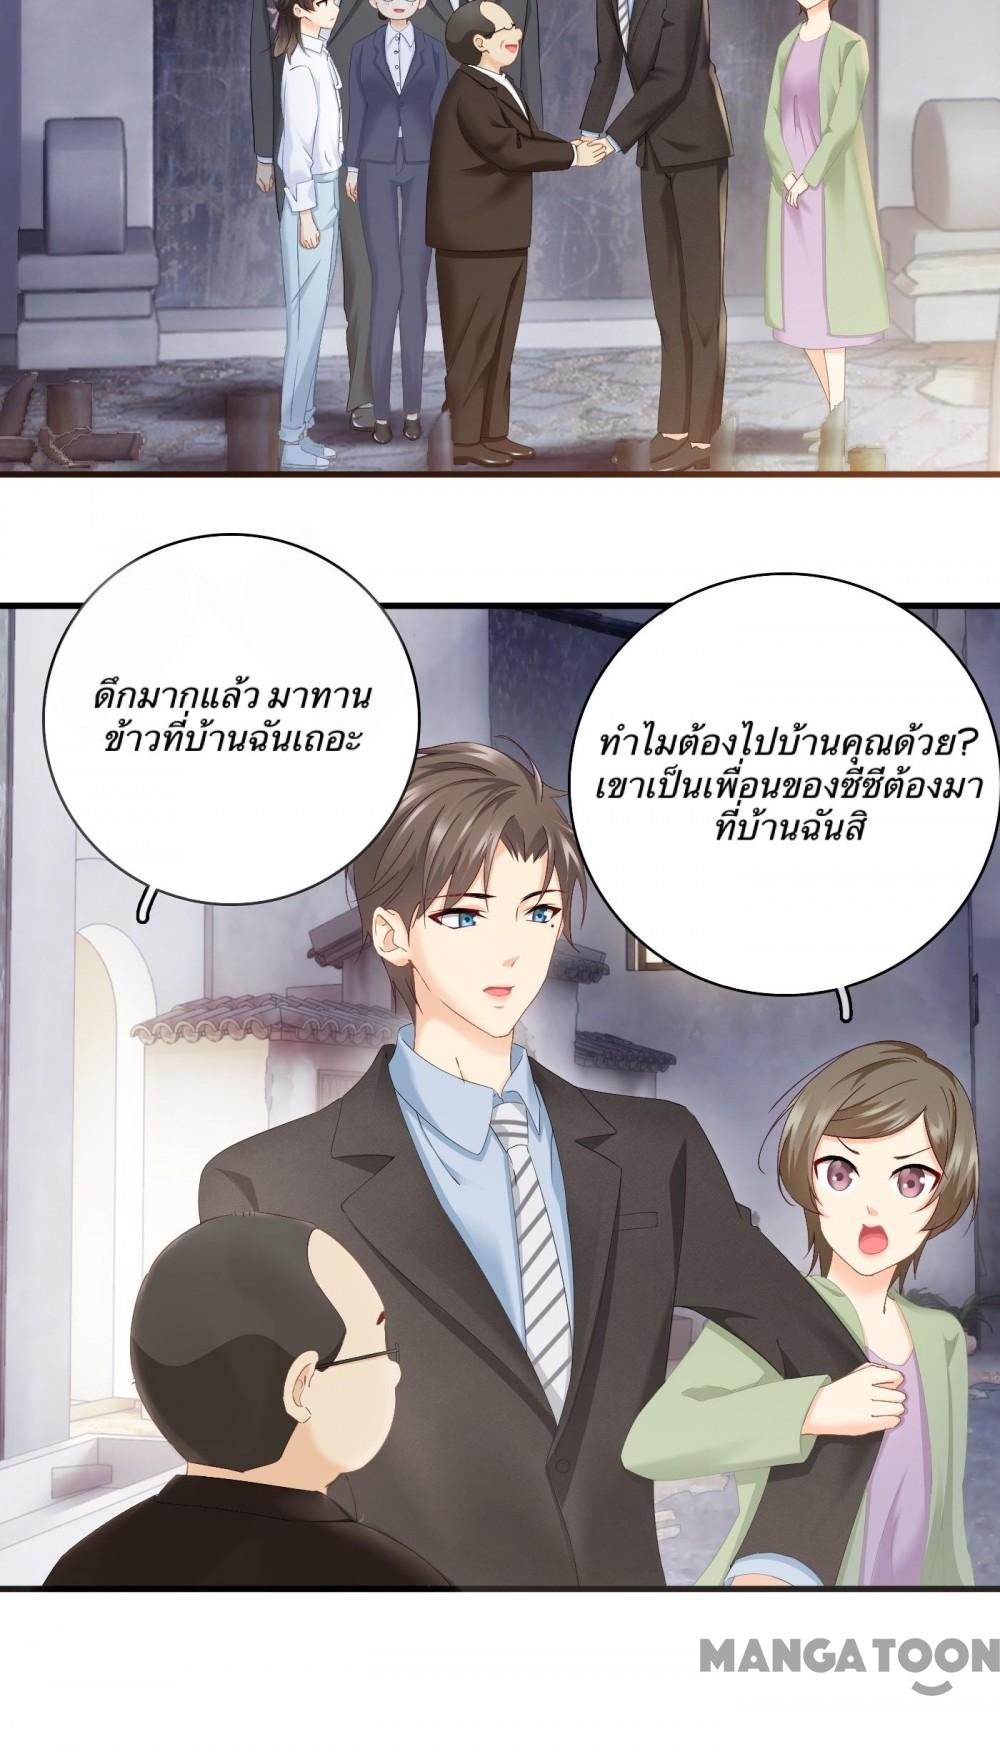 ดึกมากแล้ว มาทาน
ข้าวที่บ้านฉันเถอะ
ทำไมต้องไปบ้านคุณด้วย?
เขาเป็นเพื่อนของซีซีต้องมา
ที่บ้านฉันสิ
MANGATOON